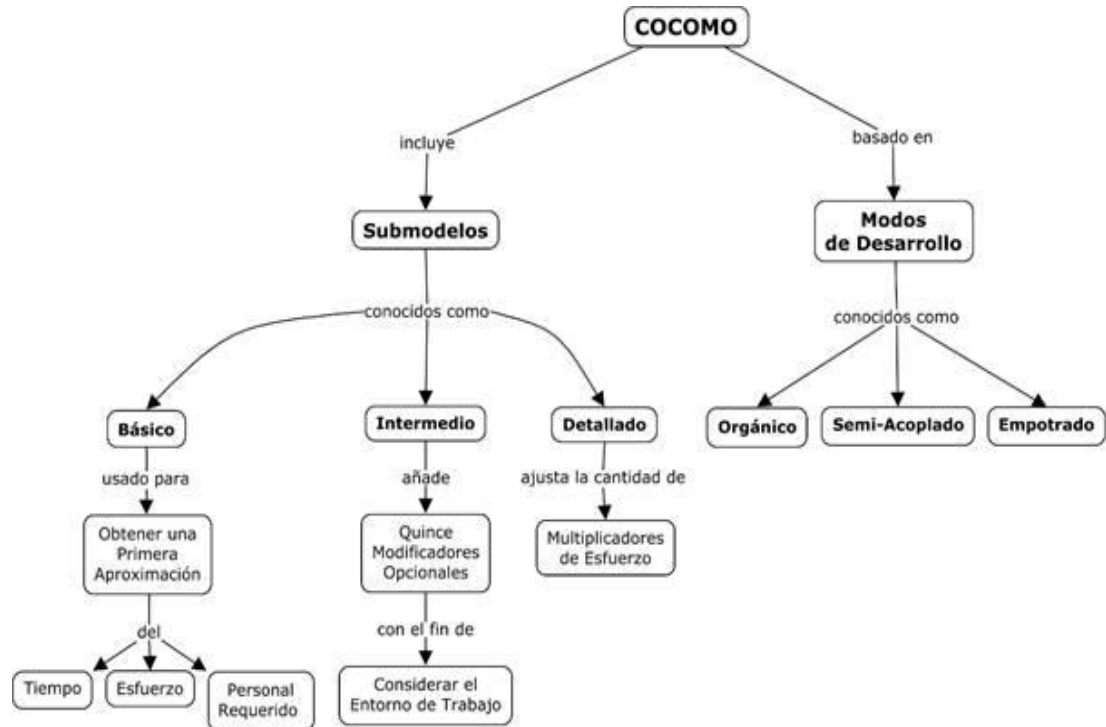 COCOMO
incluye
basado en
Submodelos
Modos
de Desarrollo
conocidos como
conocidos como
Básico
Intermedio
Detallado
Orgánico
Semi-Acoplado
Empotrado
usado para
añade
ajusta la cantidad de
Obtener una
Primera
Aproximación
Quince
Modificadores
Opcionales
Multiplicadores
de Esfuerzo
del
con el fin de
Tiempo
Esfuerzo
Personal
Requerido
Considerar el
Entorno de Trabajo